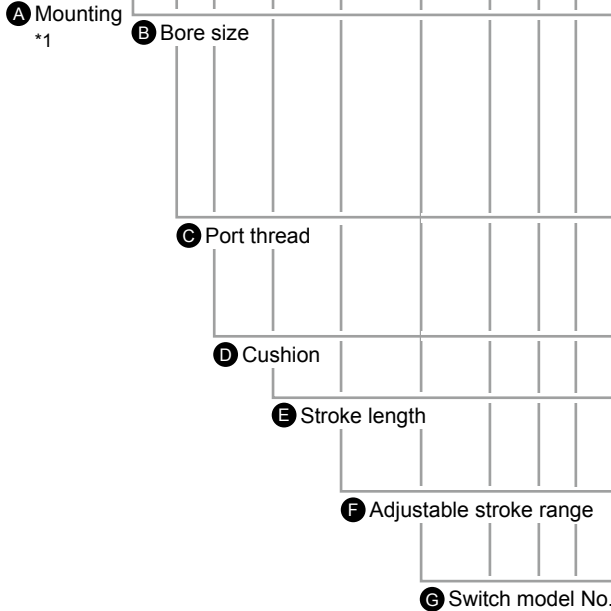 A Mounting
*1
B Bore size
C Port thread
D Cushion
E Stroke length
F Adjustable stroke range
G Switch model No.